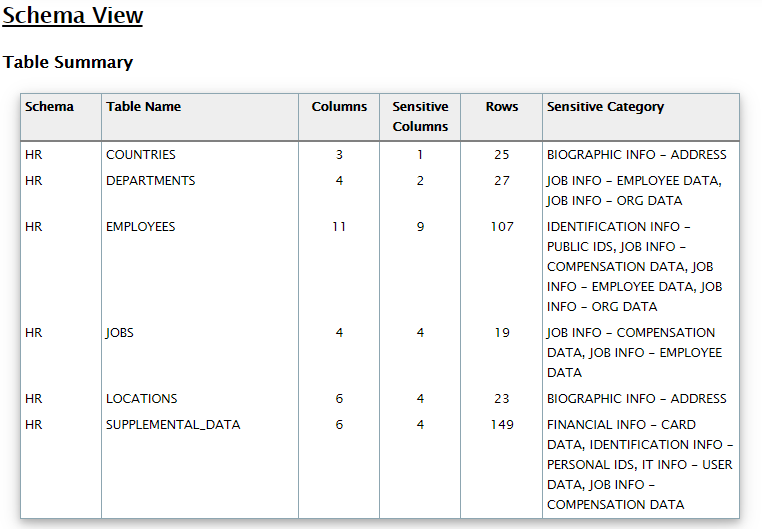 Schema View
Table Summary
Schema Table Name Columns Sensitive Columns Rows Sensitive Category
HR COUNTRIES 3 1 25 BIOGRAPHIC INFO - ADDRESS
HR DEPARTMENTS 4 2 27 JOB INFO - EMPLOYEE DATA,
JOB INFO - ORG DATA
HR EMPLOYEES 11 9 107 IDENTIFICATION INFO -
PUBLIC IDS, JOB INFO -
COMPENSATION DATA, JOB
INFO - EMPLOYEE DATA, JOB
INFO - ORG DATA
HR JOBS 4 4 19 JOB INFO - COMPENSATION
DATA, JOB INFO - EMPLOYEE
DATA
HR LOCATIONS 6 4 23 BIOGRAPHIC INFO - ADDRESS
HR SUPPLEMENTAL_DATA 6 4 149 FINANCIAL INFO - CARD
DATA, IDENTIFICATION INFO -
PERSONAL IDS, IT INFO - USER
DATA, JOB INFO -
COMPENSATION DATA